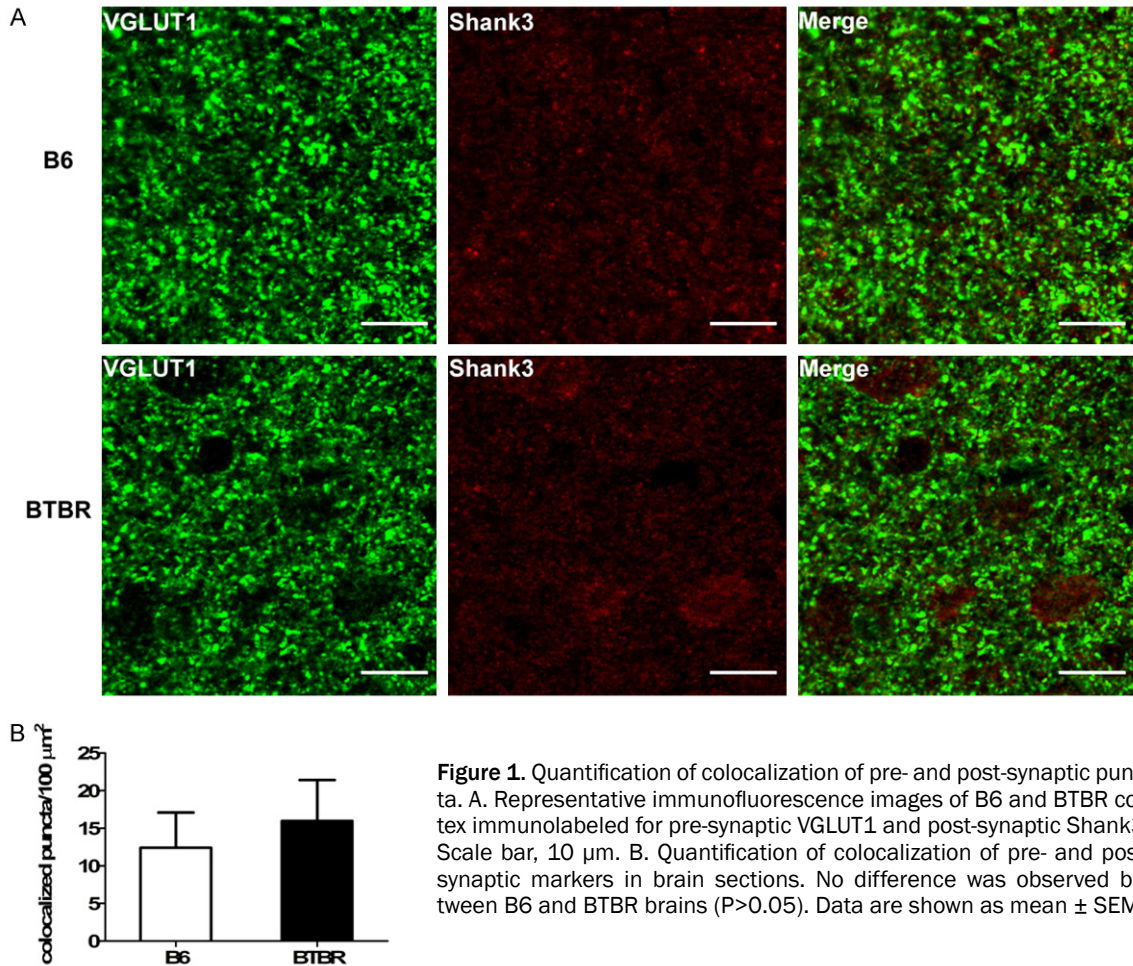 A
VGLUT1
Shank3
Merge
B6
VGLUT1
Shank3
Merge
BTBR
B
colocalized puncta/100 μm²
25
20
15
10
5
0
B6
BTBR
Figure 1. Quantification of colocalization of pre- and post-synaptic punc
ta. A. Representative immunofluorescence images of B6 and BTBR co
tex immunolabeled for pre-synaptic VGLUT1 and post-synaptic Shank3
Scale bar, 10 μm. B. Quantification of colocalization of pre- and pos
synaptic markers in brain sections. No difference was observed b
tween B6 and BTBR brains (P>0.05). Data are shown as mean ± SEM